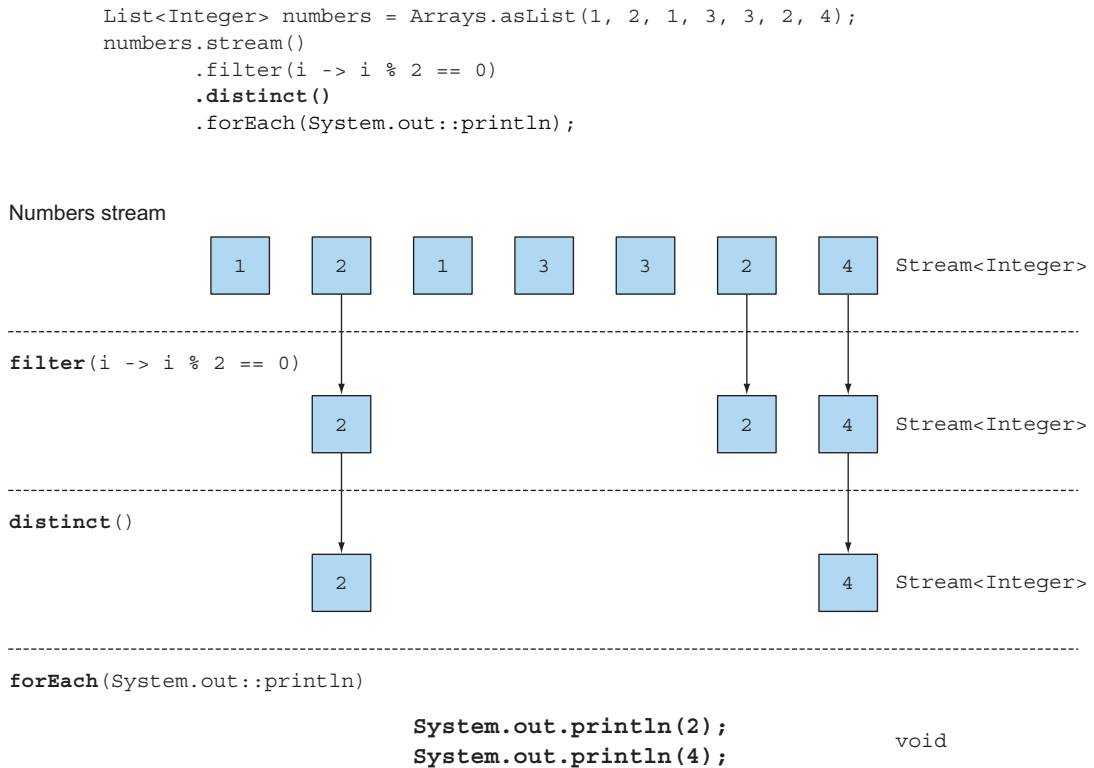 List<Integer> numbers = Arrays.asList(1, 2, 1, 3, 3, 2, 4);
numbers.stream()
.filter(i -> i % 2 == 0)
.distinct()
.forEach(System.out::println);
Numbers stream
1 2 1 3 3 2 4 Stream<Integer>
filter(i -> i % 2 == 0)
2 2 4 Stream<Integer>
distinct()
2 4 Stream<Integer>
forEach(System.out::println)
System.out.println(2);
System.out.println(4);
void